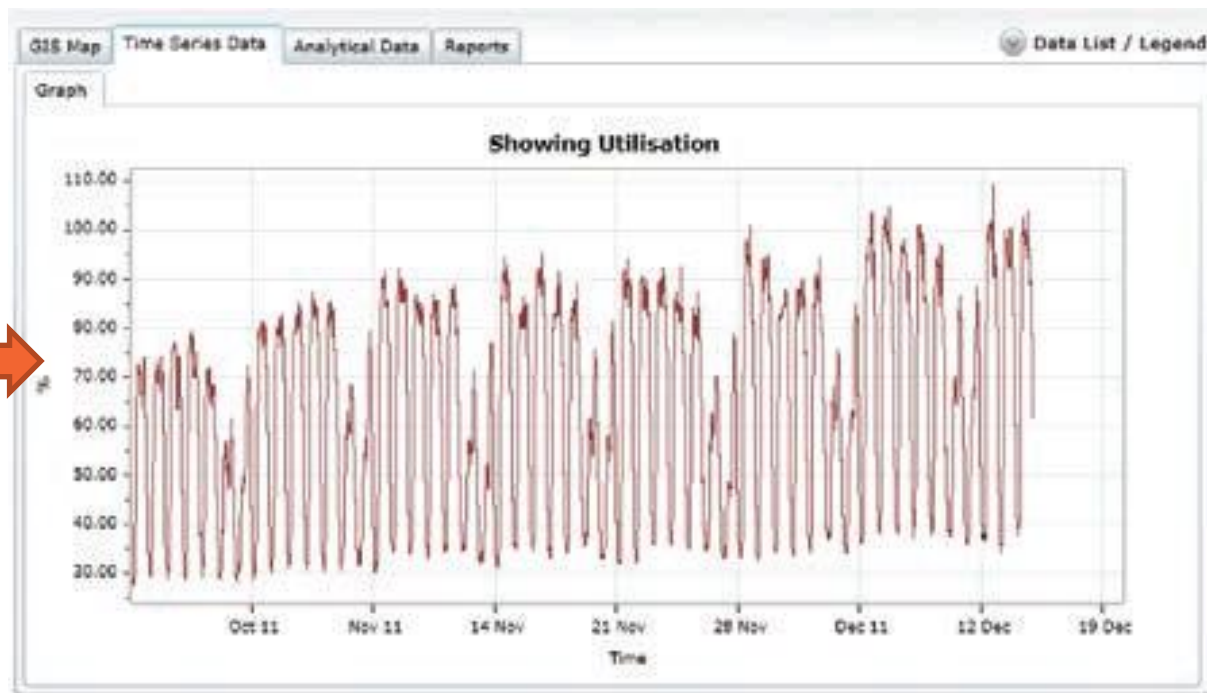 GIS Map Time Series Data Analytical Data Reports Data List / Legend
Graph
Showing Utilisation
110.00
100.00
90.00
80.00
70.00
%
60.00
50.00
40.00
30.00
Oct 11 Nov 11 14 Nov 21 Nov 28 Nov Dec 11 12 Dec 19 Dec
Time